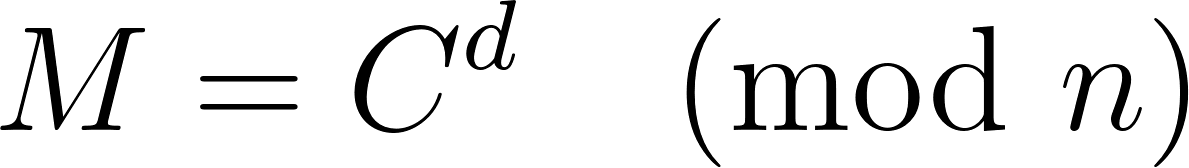 M = C^d (mod n)